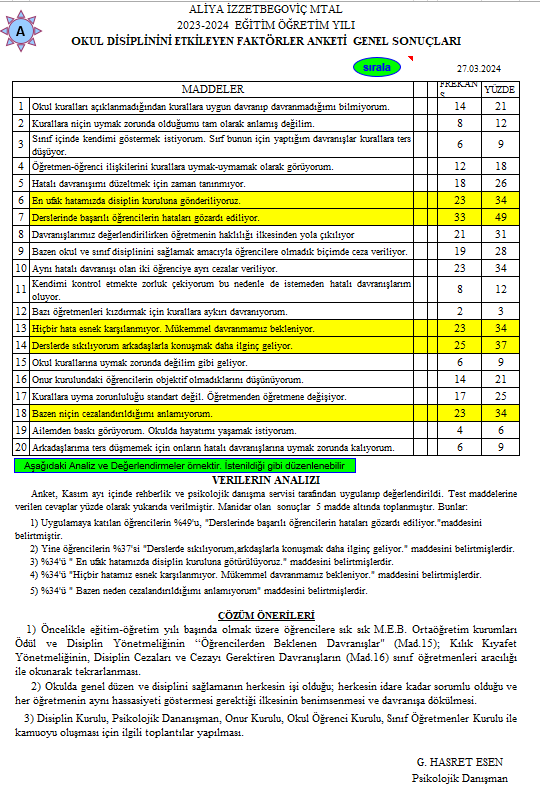 ALİYA İZZETBEGOVİÇ MTAL
A
2023-2024 EĞİTİM ÖĞRETİM YILI
OKUL DİSİPLİNİNİ ETKİLEYEN FAKTÖRLER ANKETİ GENEL SONUÇLARI
sırala
27.03.2024
MADDELER FREKANS YÜZDE
1 Okul kuralları açıklanmadığından kurallara uygun davranıp davranmadığımı bilmiyorum. 14 21
2 Kurallara niçin uymak zorunda olduğumu tam olarak anlamış değilim. 8 12
3 Sınıf içinde kendimi göstermek istiyorum. Sırf bunun için yaptığım davranışlar kurallara ters
düşüyor. 6 9
4 Öğretmen-öğrenci ilişkilerini kurallara uymak-uymamak olarak görüyorum. 12 18
5 Hatalı davranışımı düzeltmek için zaman tanınmıyor. 18 26
6 En ufak hatamızda disiplin kuruluna gönderiliyoruz. 23 34
7 Derslerinde başarılı öğrencilerin hataları gözardı ediliyor. 33 49
8 Davranışlarımız değerlendirilirken öğretmenin haklılığı ilkesinden yola çıkılıyor 21 31
9 Bazen okul ve sınıf disiplinini sağlamak amacıyla öğrencilere olmadık biçimde ceza veriliyor. 19 28
10 Aynı hatalı davranışı olan iki öğrenciye ayrı cezalar veriliyor. 23 34
11 Kendimi kontrol etmekte zorluk çekiyorum bu nedenle de istemeden hatalı davranışlarım
oluyor. 8 12
12 Bazı öğretmenleri kızdırmak için kurallara aykırı davranıyorum. 2 3
13 Hiçbir hata esnek karşılanmıyor. Mükemmel davranmamız bekleniyor. 23 34
14 Derslerde sıkılıyorum arkadaşlarla konuşmak daha ilginç geliyor. 25 37
15 Okul kurallarına uymak zorunda değilim gibi geliyor. 6 9
16 Onur kurulundaki öğrencilerin objektif olmadıklarını düşünüyorum. 14 21
17 Kurallara uyma zorunluluğu standart değil. Öğretmenden öğretmene değişiyor. 17 25
18 Bazen niçin cezalandırıldığımı anlamıyorum. 23 34
19 Ailemden baskı görüyorum. Okulda hayatımı yaşamak istiyorum. 4 6
20 Arkadaşlarıma ters düşmemek için onların hatalı davranışlarına uymak zorunda kalıyorum. 6 9
Aşağıdaki Analiz ve Değerlendirmeler örnektir. İstenildiği gibi düzenlenebilir
VERİLERİN ANALİZİ
Anket, Kasım ayı içinde rehberlik ve psikolojik danışma servisi tarafından uygulanıp değerlendirildi. Test maddelerine
verilen cevaplar yüzde olarak yukarıda verilmiştir. Manidar olan sonuçlar 5 madde altında toplanmıştır. Bunlar:
1) Uygulamaya katılan öğrencilerin %49'u, "Derslerinde başarılı öğrencilerin hataları gözardı ediliyor."maddesini
belirtmiştir.
2) Yine öğrencilerin %37'si "Derslerde sıkılıyorum,arkdaşlarla konuşmak daha ilginç geliyor." maddesini belirtmişlerdir.
3) %34'ü " En ufak hatamızda disiplin kuruluna götürülüyoruz." maddesini belirtmişlerdir.
4) %34'ü "Hiçbir hatamız esnek karşılanmıyor. Mükemmel davranmamız bekleniyor." maddesini belirtmişlerdir.
5) %34'ü " Bazen neden cezalandırıldığımı anlamıyorum" maddesini belirtmişlerdir.
ÇÖZÜM ÖNERİLERİ
1) Öncelikle eğitim-öğretim yılı başında olmak üzere öğrencilere sık sık M.E.B. Ortaöğretim kurumları
Ödül ve Disiplin Yönetmeliğinin “Öğrencilerden Beklenen Davranışlar" (Mad.15); Kılık Kıyafet
Yönetmeliğinin, Disiplin Cezaları ve Cezayı Gerektiren Davranışların (Mad.16) sınıf öğretmenleri aracılığı
ile okunarak tekrarlanması.
2) Okulda genel düzen ve disiplini sağlamanın herkesin işi olduğu; herkesin idare kadar sorumlu olduğu ve
her öğretmenin aynı hassasiyeti göstermesi gerektiği ilkesinin benimsenmesi ve davranışa dökülmesi.
3) Disiplin Kurulu, Psikolojik Dananışman, Onur Kurulu, Okul Öğrenci Kurulu, Sınıf Öğretmenler Kurulu ile
kamuoyu oluşması için ilgili toplantılar yapılması.
G. HASRET ESEN
Psikolojik Danışman